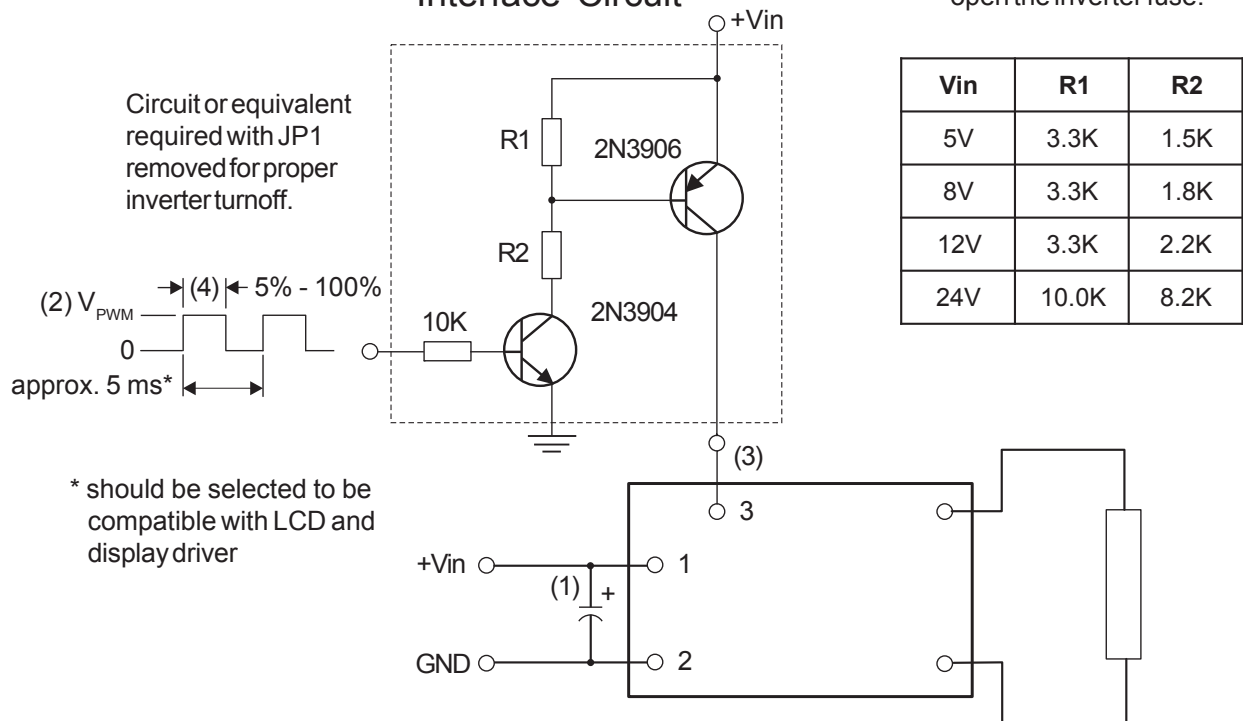 Interface Circuit
open the inverter fuse.
+Vin
Circuit or equivalent
required with JP1
removed for proper
inverter turnoff.
R1
2N3906
R2
2N3904
10K
(4) 5% - 100%
(2) VPWM
0
approx. 5 ms*
* should be selected to be
compatible with LCD and
display driver
Vin R1 R2
5V 3.3K 1.5K
8V 3.3K 1.8K
12V 3.3K 2.2K
24V 10.0K 8.2K
(3)
3
+Vin
1
(1) +
GND
2